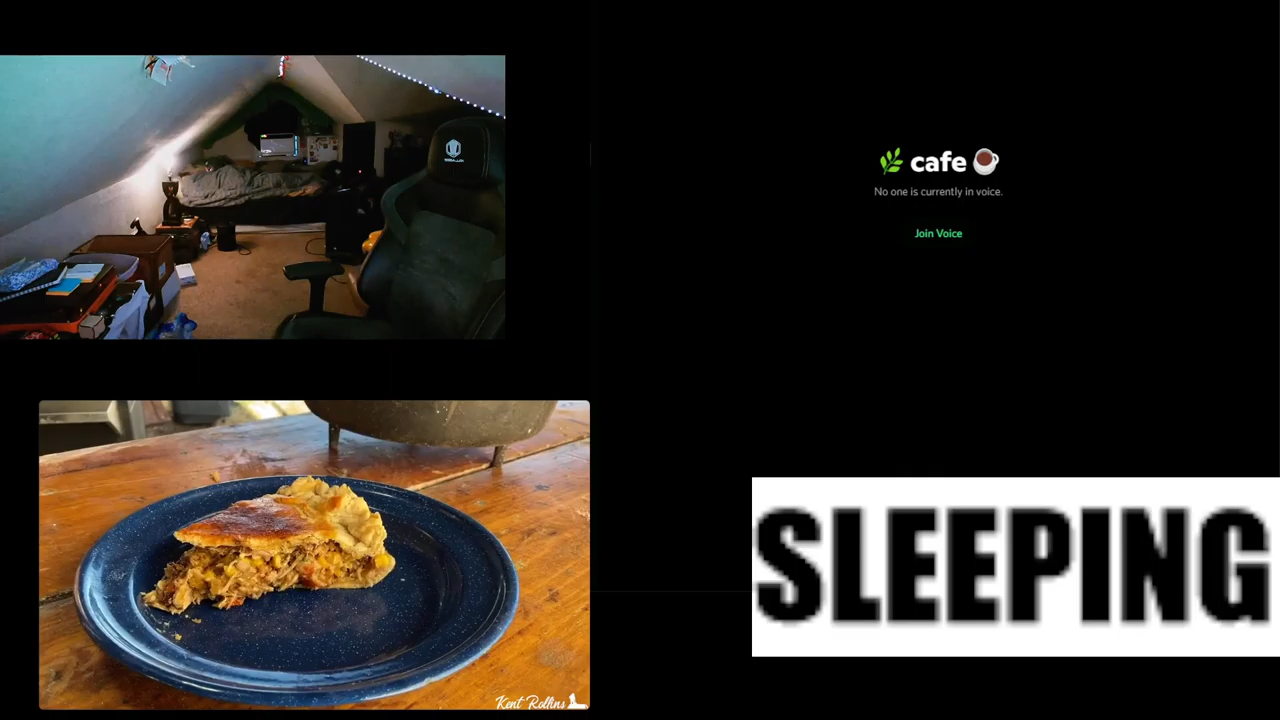 🌿 cafe ☕
No one is currently in voice.
Join Voice
SLEEPING
Kent Rollins